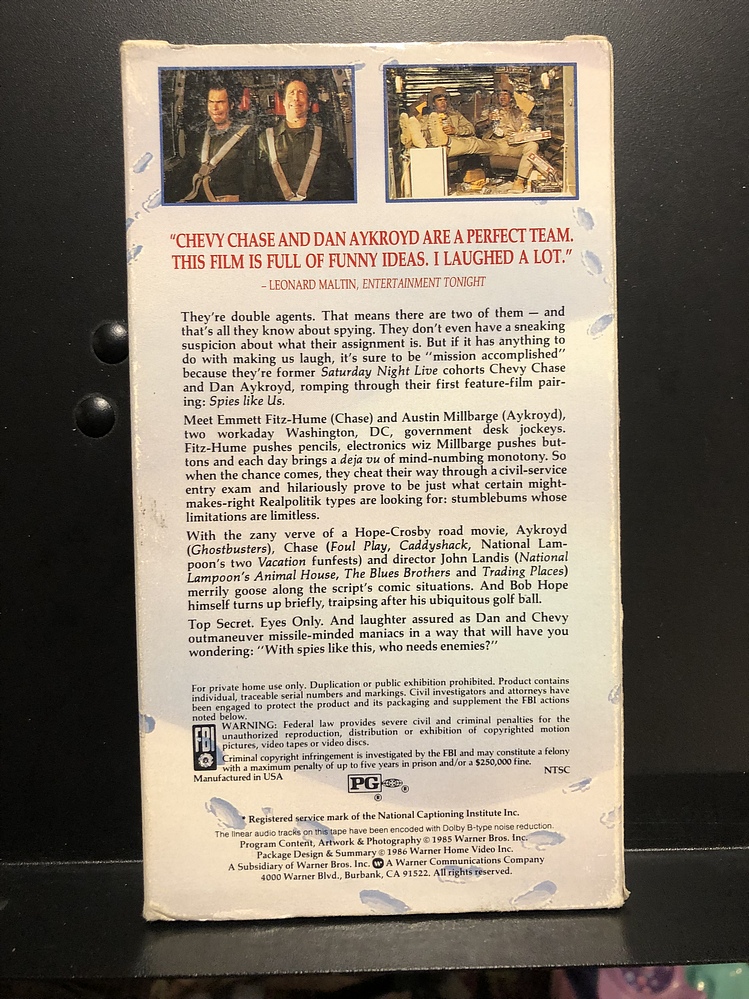 "CHEVY CHASE AND DAN AYKROYD ARE A PERFECT TEAM.
THIS FILM IS FULL OF FUNNY IDEAS. I LAUGHED A LOT."
– LEONARD MALTIN, ENTERTAINMENT TONIGHT
They're double agents. That means there are two of them — and
that's all they know about spying. They don't even have a sneaking
suspicion about what their assignment is. But if it has anything to
do with making us laugh, it's sure to be "mission accomplished"
because they're former Saturday Night Live cohorts Chevy Chase
and Dan Aykroyd, romping through their first feature-film pair-
ing: Spies like Us.
Meet Emmett Fitz-Hume (Chase) and Austin Millbarge (Aykroyd),
two workaday Washington, DC, government desk jockeys.
Fitz-Hume pushes pencils, electronics wiz Millbarge pushes but-
tons and each day brings a deja vu of mind-numbing monotony. So
when the chance comes, they cheat their way through a civil-service
entry exam and hilariously prove to be just what certain might-
makes-right Realpolitik types are looking for: stumblebums whose
limitations are limitless.
With the zany verve of a Hope-Crosby road movie, Aykroyd
(Ghostbusters), Chase (Foul Play, Caddyshack, National Lam-
poon's two Vacation funfests) and director John Landis (National
Lampoon's Animal House, The Blues Brothers and Trading Places)
merrily goose along the script's comic situations. And Bob Hope
himself turns up briefly, traipsing after his ubiquitous golf ball.
Top Secret. Eyes Only. And laughter assured as Dan and Chevy
outmaneuver missile-minded maniacs in a way that will have you
wondering: "With spies like this, who needs enemies?"
For private home use only. Duplication or public exhibition prohibited. Product contains
individual, traceable serial numbers and markings. Civil investigators and attorneys have
been engaged to protect the product and its packaging and supplement the FBI actions
noted below.
FBI
WARNING: Federal law provides severe civil and criminal penalties for the
unauthorized reproduction, distribution or exhibition of copyrighted motion
pictures, video tapes or video discs.
Criminal copyright infringement is investigated by the FBI and may constitute a felony
with a maximum penalty of up to five years in prison and/or a $250,000 fine.
Manufactured in USA
NTSC
PG
® ®
* Registered service mark of the National Captioning Institute Inc.
The linear audio tracks on this tape have been encoded with Dolby B-type noise reduction.
Program Content, Artwork & Photography © 1985 Warner Bros. Inc.
Package Design & Summary © 1986 Warner Home Video Inc.
A Subsidiary of Warner Bros. Inc. A Warner Communications Company
4000 Warner Blvd., Burbank, CA 91522. All rights reserved.